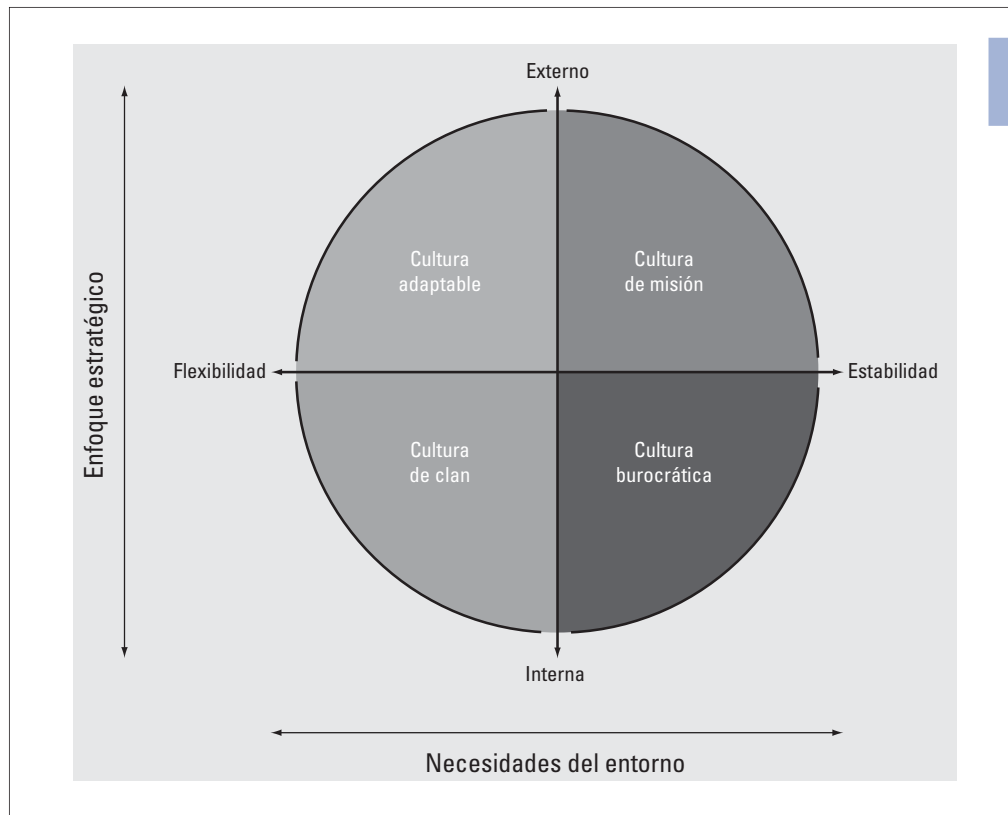 Externo
Cultura
adaptable
Cultura
de misión
Enfoque estratégico
Flexibilidad
Estabilidad
Cultura
de clan
Cultura
burocrática
Interna
Necesidades del entorno